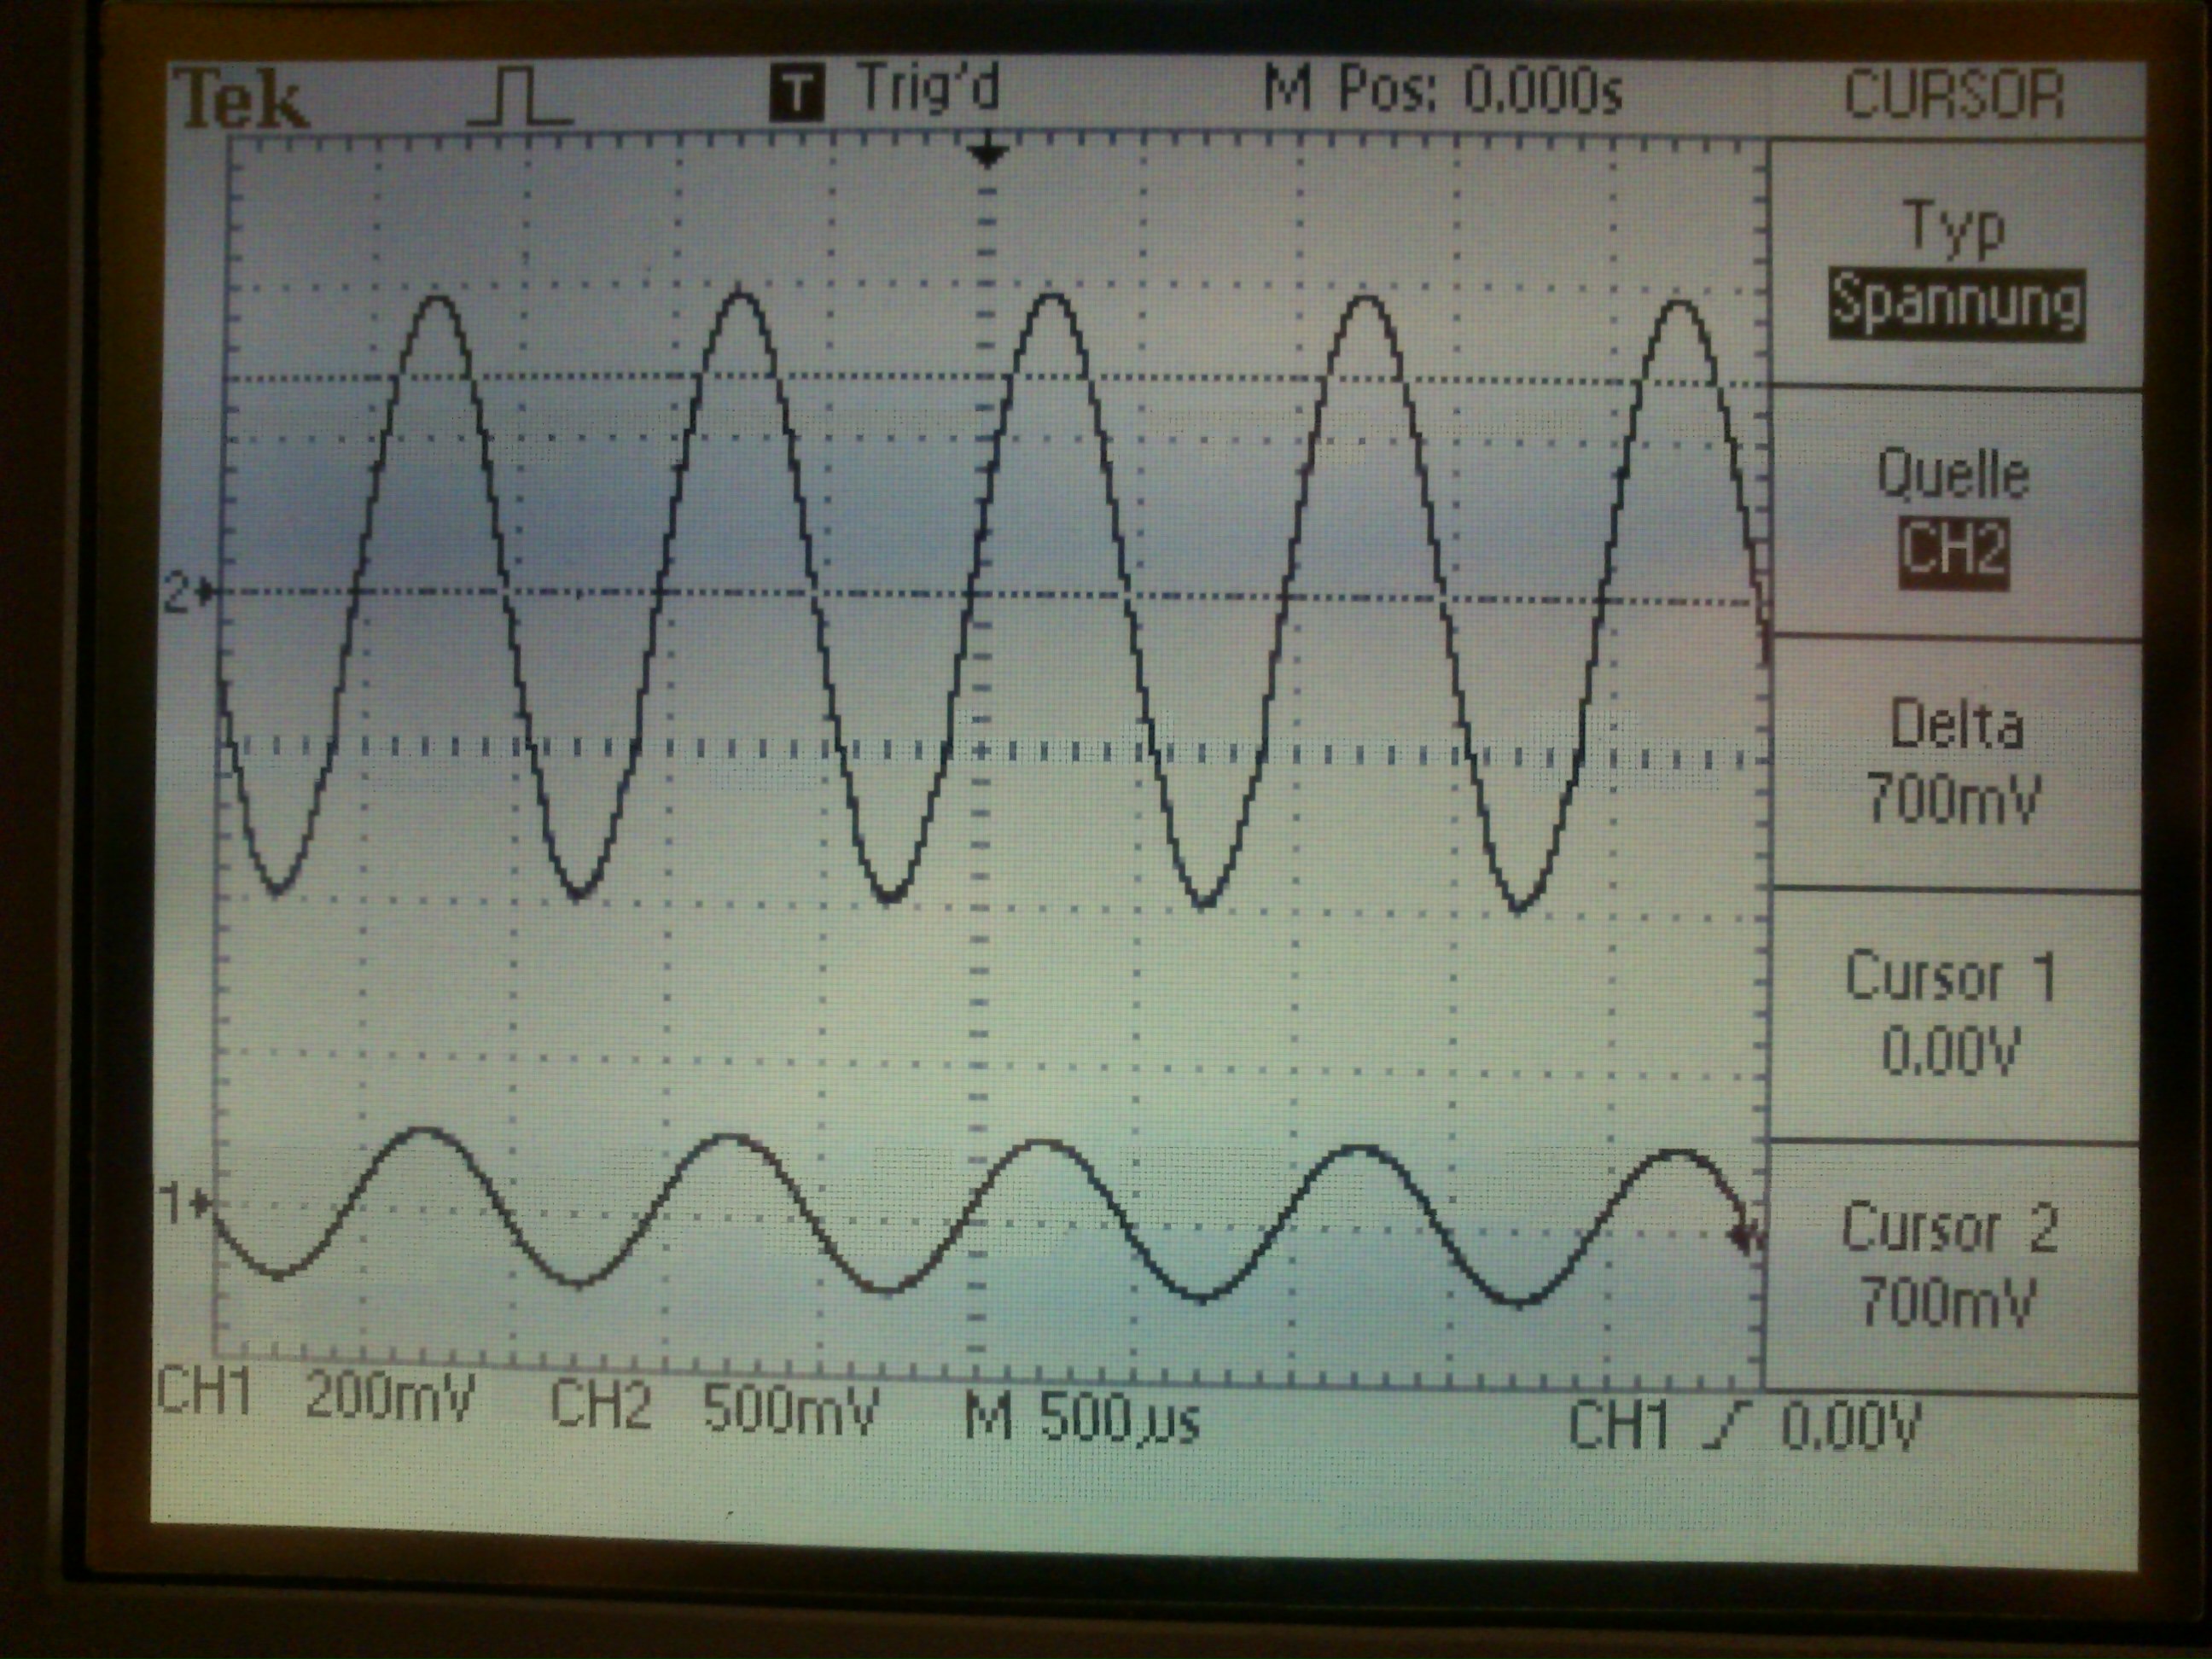 Tek T Trig'd M Pos: 0.000s CURSOR
Typ
Spannung
Quelle
CH2
Delta
700mV
Cursor 1
0.00V
Cursor 2
700mV
2
1
CH1 200mV CH2 500mV M 500µs CH1 0.00V